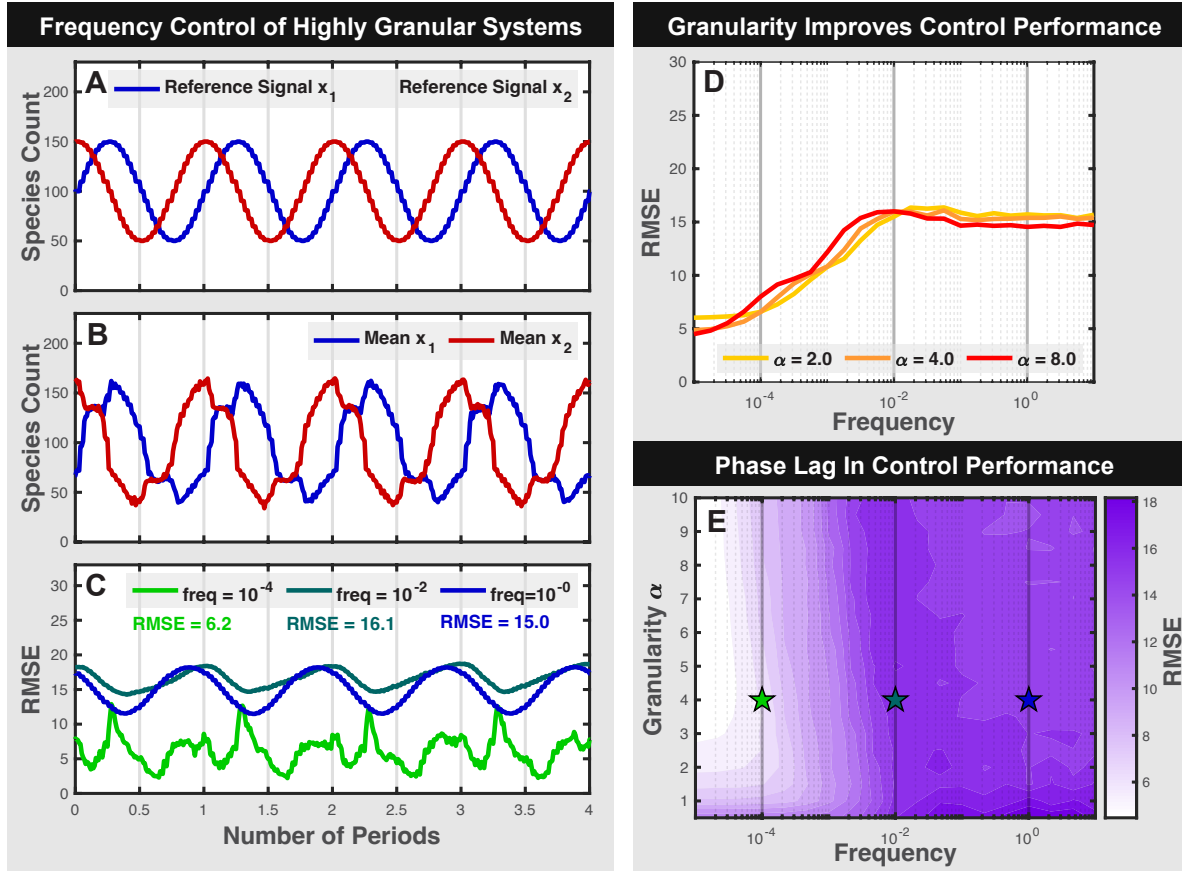 Frequency Control of Highly Granular Systems
A
Reference Signal x1 Reference Signal x2
Species Count
200
150
100
50
0
B
Mean x1 Mean x2
Species Count
200
150
100
50
0
C
freq = 10-4 freq = 10-2 freq=10-0
RMSE = 6.2 RMSE = 16.1 RMSE = 15.0
RMSE
30
25
20
15
10
5
0
0 0.5 1 1.5 2 2.5 3 3.5 4
Number of Periods
Granularity Improves Control Performance
D
RMSE
30
25
20
15
10
5
0
α = 2.0 α = 4.0 α = 8.0
10-4 10-2 100
Frequency
Phase Lag In Control Performance
E
Granularity α
10
9
8
7
6
5
4
3
2
1
10-4 10-2 100
Frequency
18
16
14
12
10
8
6
RMSE